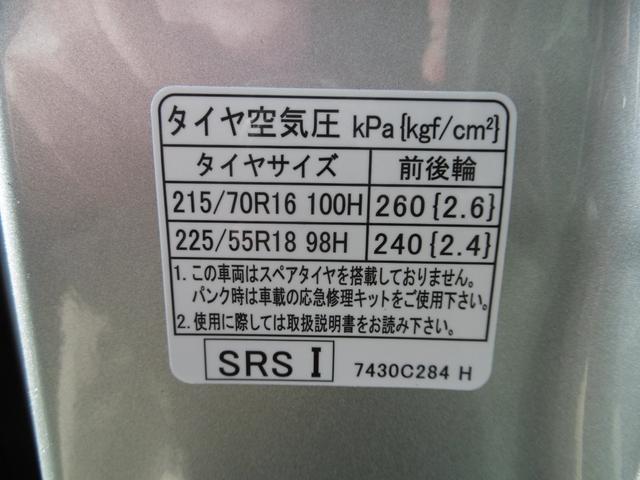 タイヤ空気圧 kPa{kgf/cm²}
タイヤサイズ 前後輪
215/70R16 100H 260{2.6}
225/55R18 98H 240{2.4}
1. この車両はスペアタイヤを搭載しておりません。
パンク時は車載の応急修理キットをご使用下さい。
2. 使用に際しては取扱説明書をお読み下さい。
SRS I 7430C284 H